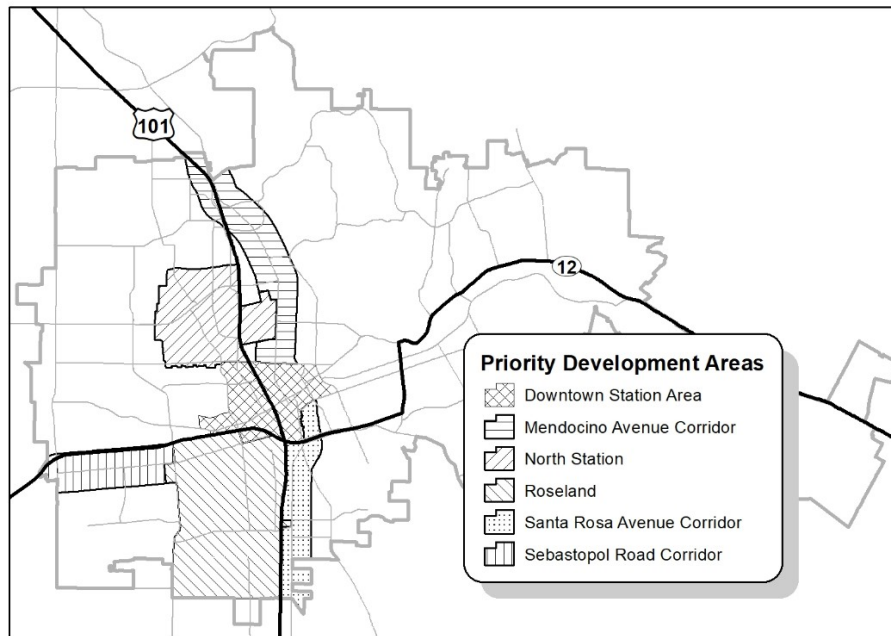 101
12
Priority Development Areas
Downtown Station Area
Mendocino Avenue Corridor
North Station
Roseland
Santa Rosa Avenue Corridor
Sebastopol Road Corridor